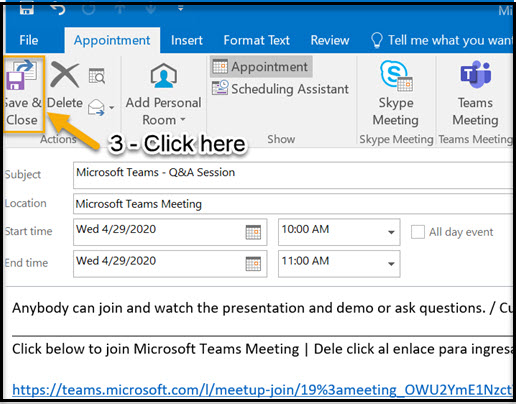 Mi
File Appointment Insert Format Text Review Tell me what you want
Save & Close Delete Add Personal Room Appointment Scheduling Assistant Skype Meeting Teams Meeting
Actions Show Skype Meeting Teams Meeting
3 - Click here
Subject Microsoft Teams - Q&A Session
Location Microsoft Teams Meeting
Start time Wed 4/29/2020 10:00 AM All day event
End time Wed 4/29/2020 11:00 AM
Anybody can join and watch the presentation and demo or ask questions. / Cu
Click below to join Microsoft Teams Meeting | Dele click al enlace para ingresa
https://teams.microsoft.com/l/meetup-join/19%3ameeting_OWU2YmE1Nzct